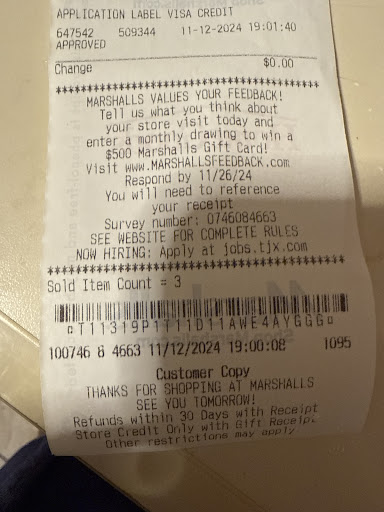 APPLICATION LABEL VISA CREDIT
647542 509344 11-12-2024 19:01:40
APPROVED
Change $0.00
****************************************
MARSHALLS VALUES YOUR FEEDBACK!
Tell us what you think about
your store visit today and
enter a monthly drawing to win a
$500 Marshalls Gift Card!
Visit www.MARSHALLSFEEDBACK.com
Respond by 11/26/24
You will need to reference
your receipt
Survey number: 0746084663
SEE WEBSITE FOR COMPLETE RULES
NOW HIRING: Apply at jobs.tjx.com
****************************************
Sold Item Count = 3
¤T11319P1T11D11AWE4AYGGG¤
100746 8 4663 11/12/2024 19:00:08 1095
Customer Copy
THANKS FOR SHOPPING AT MARSHALLS
SEE YOU TOMORROW!
Refunds within 30 Days with Receipt
Store Credit Only with Gift Receipt.
Other restrictions may apply.